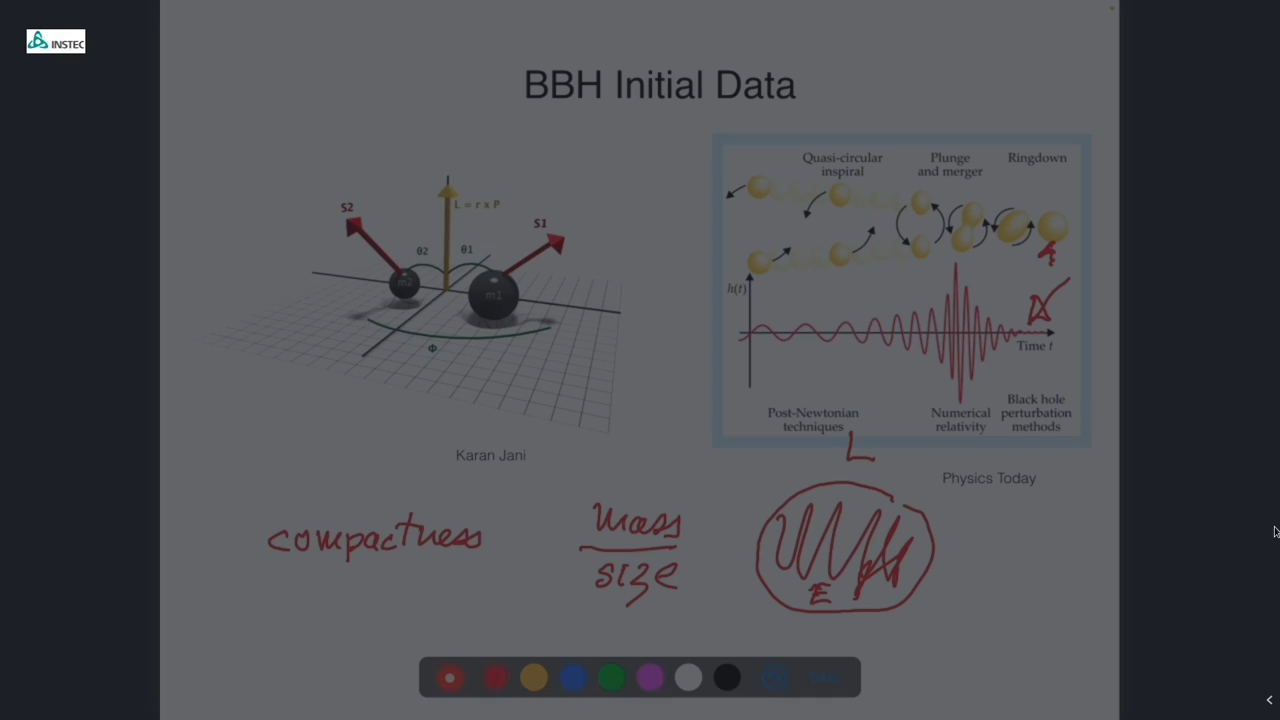 INSTEC
BBH Initial Data
S2
L = r x P
S1
θ2
θ1
m2
m1
Φ
Karan Jani
Quasi-circular
inspiral
Plunge
and merger
Ringdown
h(t)
Time t
Post-Newtonian
techniques
Numerical
relativity
Black hole
perturbation
methods
Physics Today
L
compactness
mass
size
E